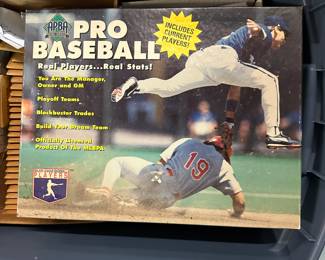 APBA
PRO
BASEBALL
Real Players...Real Stats!
INCLUDES
CURRENT
PLAYERS!
You Are The Manager,
Owner and GM
Playoff Teams
Blockbuster Trades
Build Your Dream Team
Officially Licensed
Product Of The MLBPA
19
PLAYERS